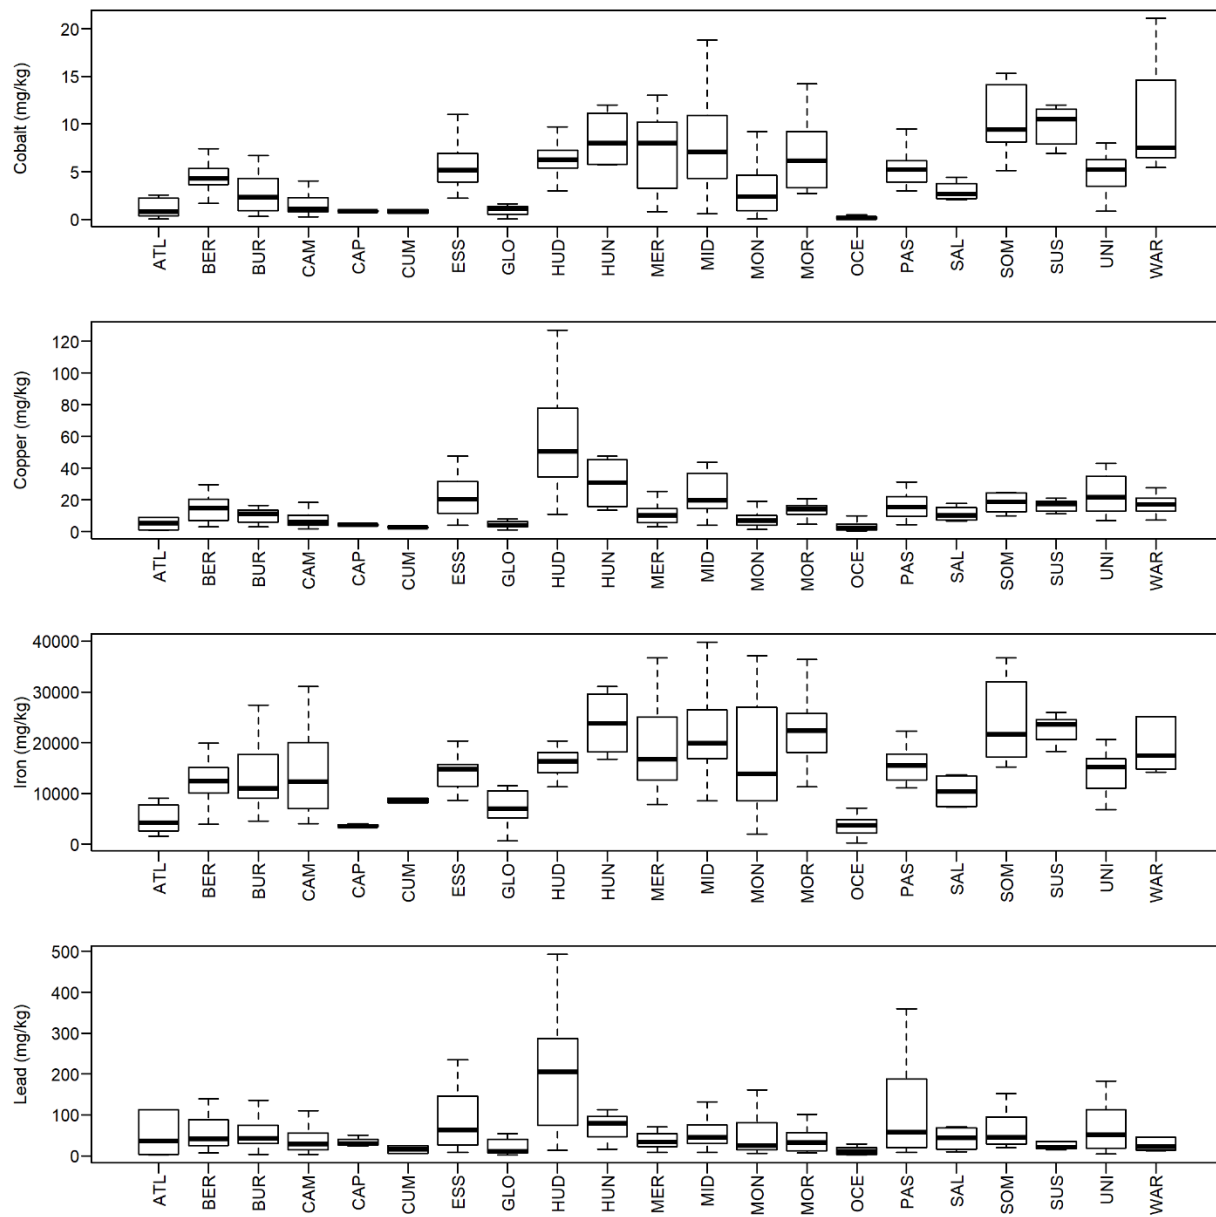 Cobalt (mg/kg)
20
15
10
5
0
ATL BER BUR CAM CAP CUM ESS GLO HUD HUN MER MID MON MOR OCE PAS SAL SOM SUS UNI WAR
Copper (mg/kg)
120
100
80
60
40
20
0
ATL BER BUR CAM CAP CUM ESS GLO HUD HUN MER MID MON MOR OCE PAS SAL SOM SUS UNI WAR
Iron (mg/kg)
40000
30000
20000
10000
0
ATL BER BUR CAM CAP CUM ESS GLO HUD HUN MER MID MON MOR OCE PAS SAL SOM SUS UNI WAR
Lead (mg/kg)
500
400
300
200
100
0
ATL BER BUR CAM CAP CUM ESS GLO HUD HUN MER MID MON MOR OCE PAS SAL SOM SUS UNI WAR